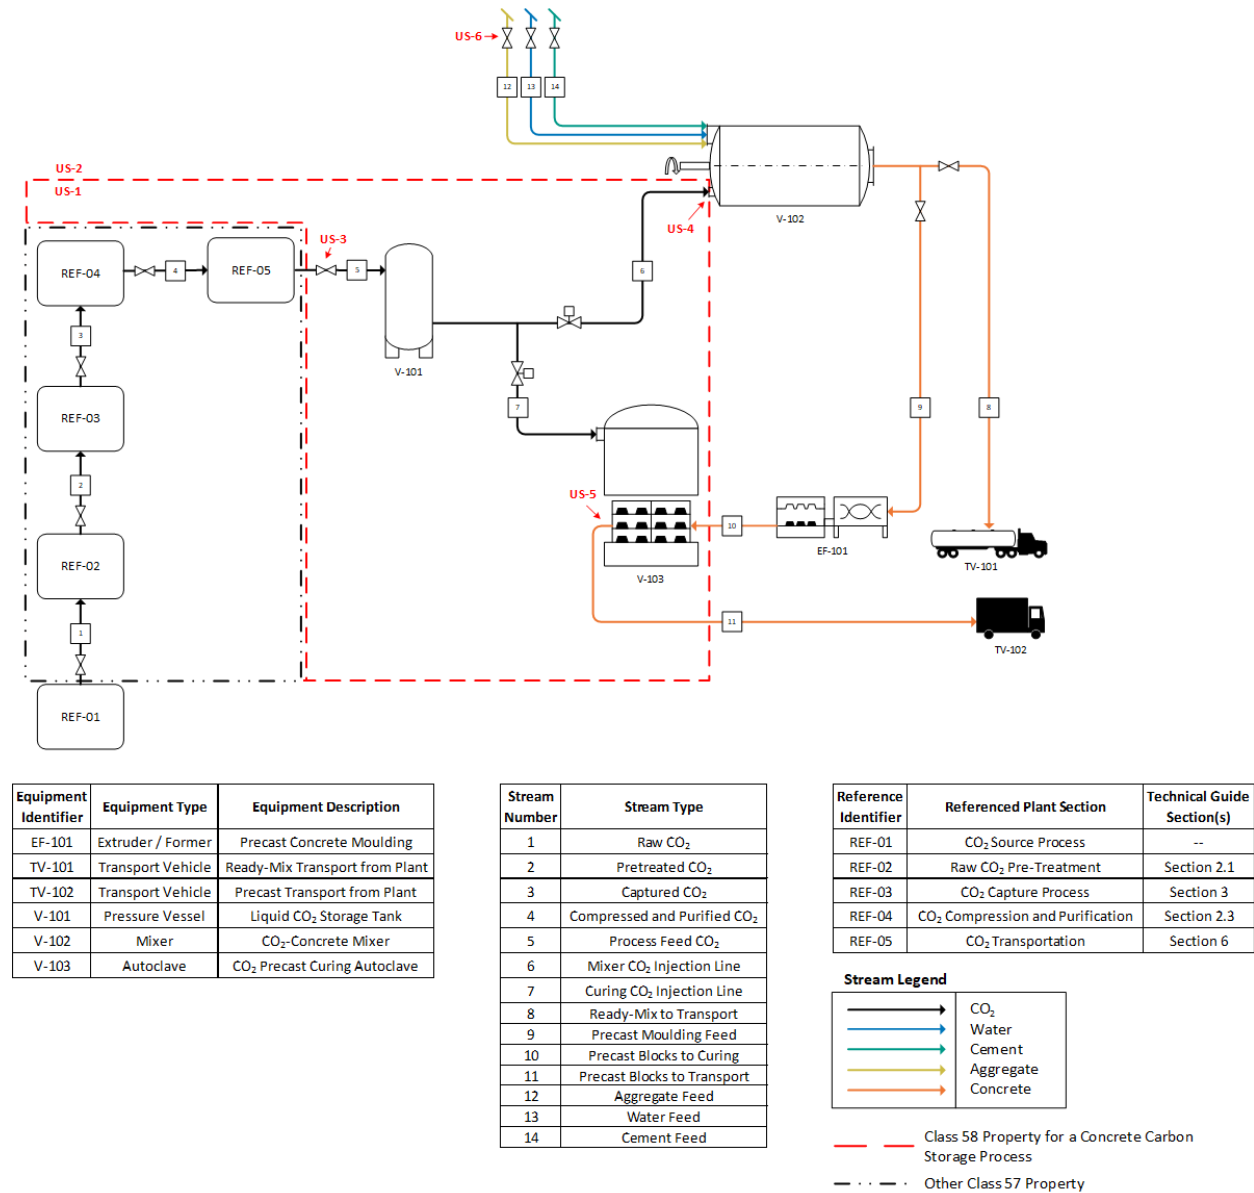 US-6
12 13 14
US-2
US-1
US-3
US-4
V-102
REF-04
4
REF-05
5
6
3
V-101
REF-03
7
9
8
2
US-5
10
REF-02
EF-101
TV-101
V-103
1
11
TV-102
REF-01
Equipment Identifier Equipment Type Equipment Description
EF-101 Extruder / Former Precast Concrete Moulding
TV-101 Transport Vehicle Ready-Mix Transport from Plant
TV-102 Transport Vehicle Precast Transport from Plant
V-101 Pressure Vessel Liquid CO₂ Storage Tank
V-102 Mixer CO₂-Concrete Mixer
V-103 Autoclave CO₂ Precast Curing Autoclave
Stream Number Stream Type
1 Raw CO₂
2 Pretreated CO₂
3 Captured CO₂
4 Compressed and Purified CO₂
5 Process Feed CO₂
6 Mixer CO₂ Injection Line
7 Curing CO₂ Injection Line
8 Ready-Mix to Transport
9 Precast Moulding Feed
10 Precast Blocks to Curing
11 Precast Blocks to Transport
12 Aggregate Feed
13 Water Feed
14 Cement Feed
Reference Identifier Referenced Plant Section Technical Guide Section(s)
REF-01 CO₂ Source Process --
REF-02 Raw CO₂ Pre-Treatment Section 2.1
REF-03 CO₂ Capture Process Section 3
REF-04 CO₂ Compression and Purification Section 2.3
REF-05 CO₂ Transportation Section 6
Stream Legend
CO₂
Water
Cement
Aggregate
Concrete
Class 58 Property for a Concrete Carbon
Storage Process
Other Class 57 Property